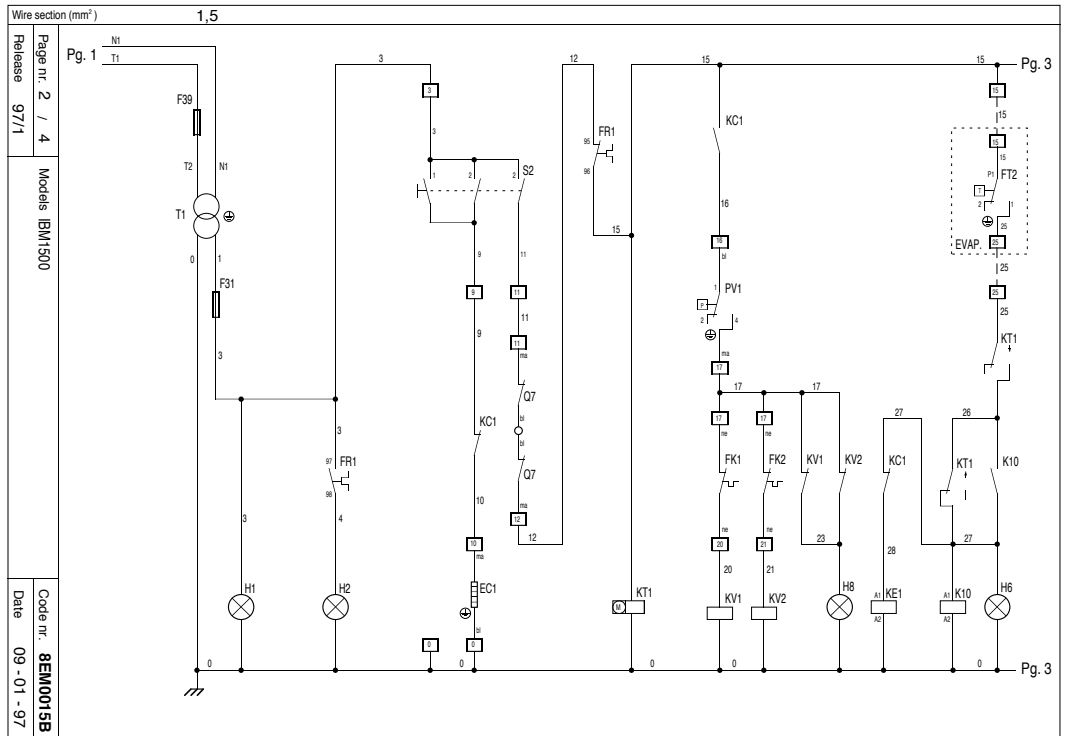 Wire section (mm²) 1,5
Page nr. 2 / 4
Release 97/1
Models IBM1500
Code nr. 8EM0015B
Date 09 - 01 - 97
Pg. 1
N1
T1
3
12
15
15
Pg. 3
F39
T2
N1
T1
0
1
F31
3
3
3
97
FR1
98
4
3
H1
H2
0
3
3
1
2
2
S2
9
11
9
11
9
11
11
ma
Q7
bl
bl
Q7
ma
12
12
KC1
10
10
ma
EC1
bl
0
0
0
95
FR1
96
15
KT1
M
0
KC1
16
16
bl
1
PV1
P
2
4
ma
17
17
17
17
17
ne
ne
FK1
FK2
KV1
KV2
ne
ne
20
21
23
20
21
KV1
KV2
H8
0
15
15
15
15
P1
FT2
T
2
1
25
EVAP.
25
25
25
25
KT1
27
26
KC1
KT1
K10
27
28
A1
KE1
A2
A1
K10
A2
H6
0
Pg. 3